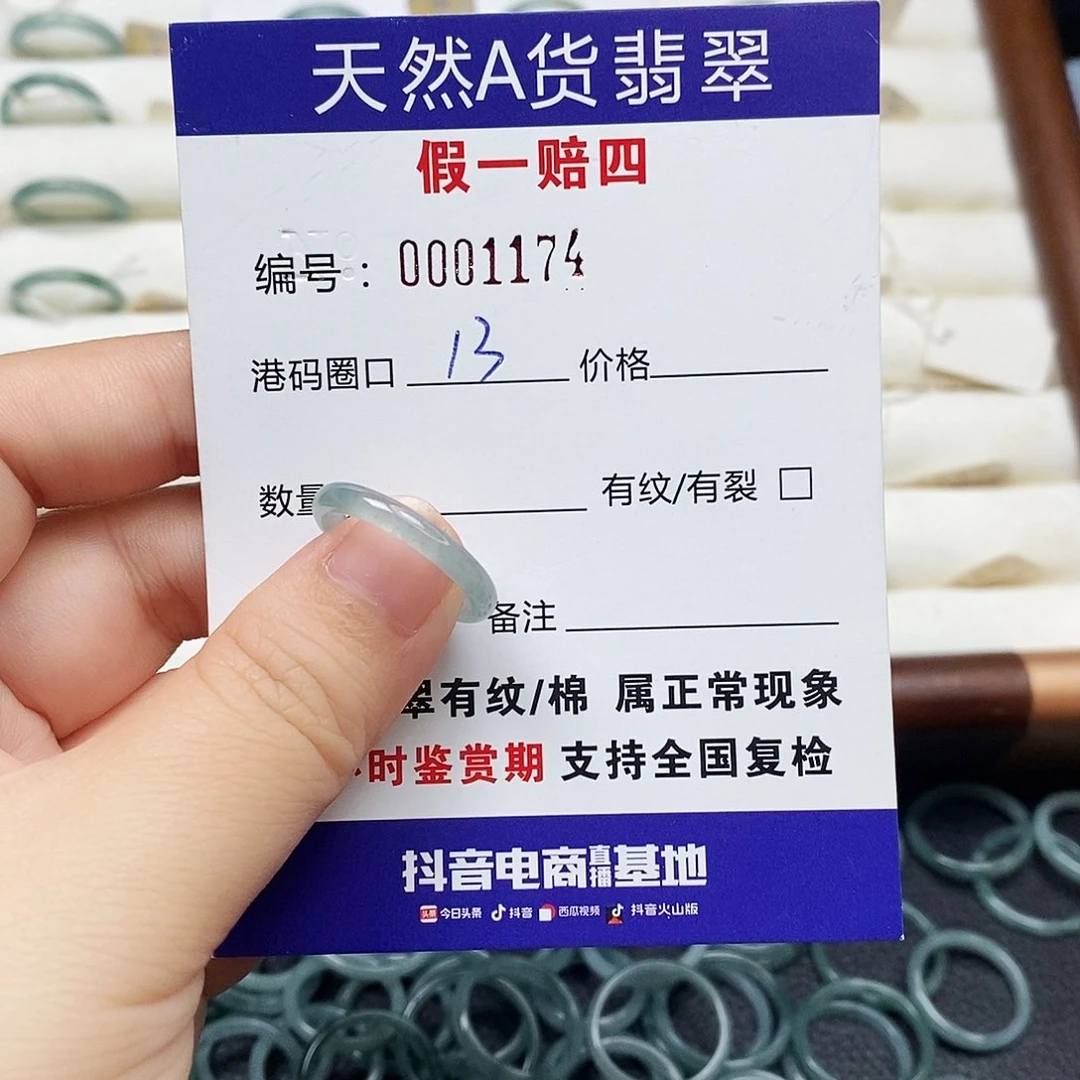 天然A货翡翠
假一赔四
Nº
编号：0001174
港码圈口 13 价格
数量 有纹/有裂 □
备注
翠有纹/棉 属正常现象
时鉴赏期 支持全国复检
抖音电商直播基地
头条 今日头条 抖音 西瓜视频 抖音火山版